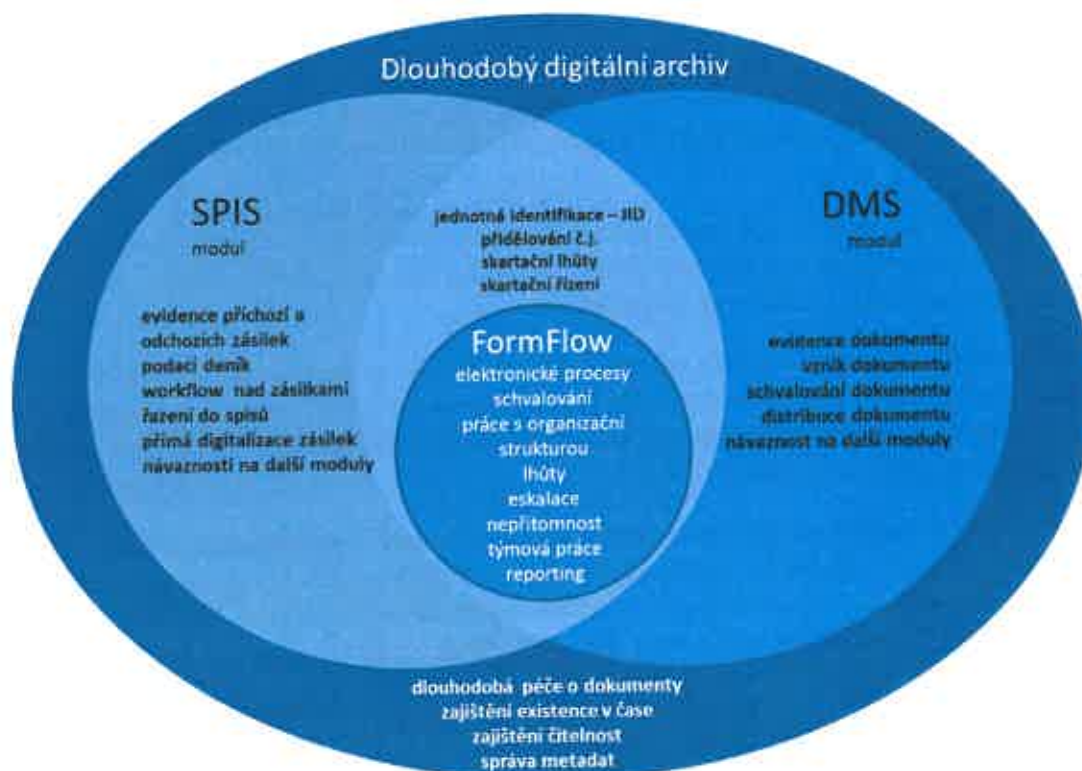 Dlouhodobý digitální archiv
SPIS
modul
evidence příchozí a
odchozích zásilek
podací deník
workflow nad zásilkami
řazení do spisů
přímá digitalizace zásilek
návazností na další moduly
jednotná identifikace – JID
přidělování č.j.
skartační lhůty
skartační řízení
FormFlow
elektronické procesy
schvalování
práce s organizační
strukturou
lhůty
eskalace
nepřítomnost
týmová práce
reporting
DMS
modul
evidence dokumentu
vznik dokumentu
schvalování dokumentu
distribuce dokumentu
návaznost na další moduly
dlouhodobá péče o dokumenty
zajištění existence v čase
zajištění čitelnost
správa metadat